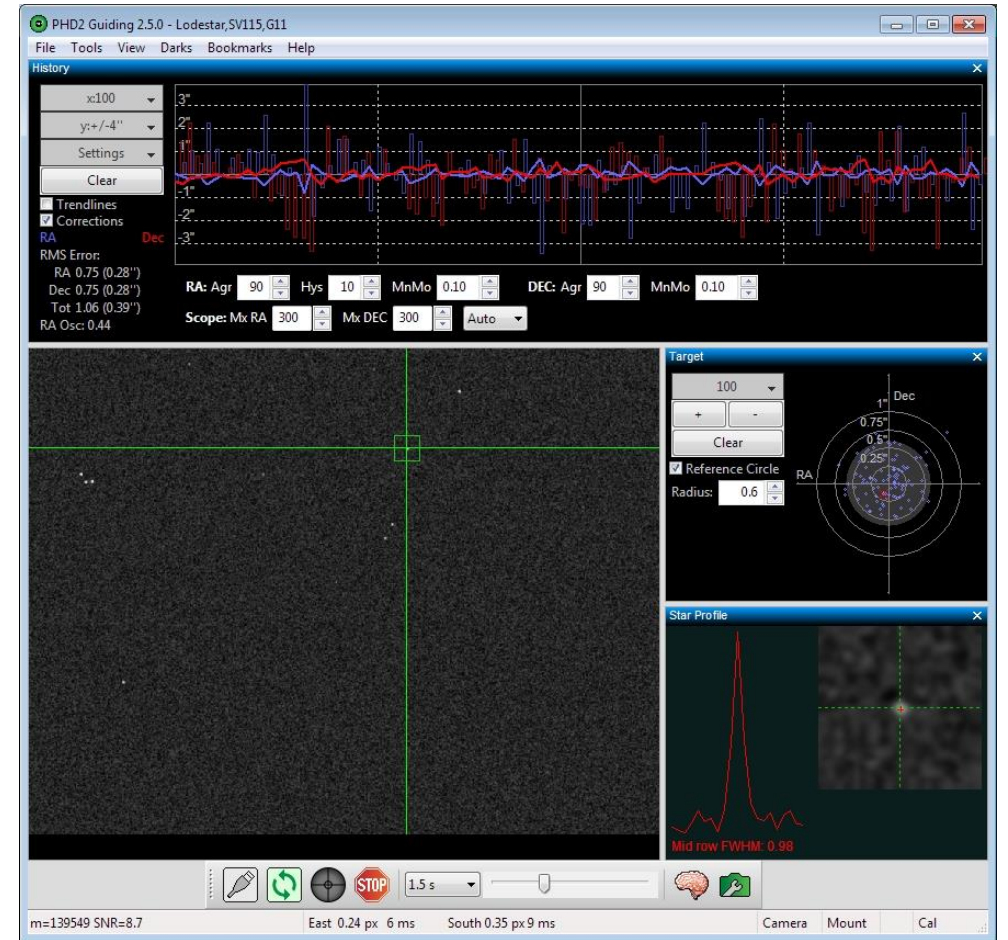 PHD2 Guiding 2.5.0 - Lodestar,SV115,G11
File Tools View Darks Bookmarks Help
History
x:100
y:+/-4"
Settings
Clear
Trendlines
Corrections
RA Dec
RMS Error:
RA 0.75 (0.28")
Dec 0.75 (0.28")
Tot 1.06 (0.39")
RA Osc: 0.44
3"
2"
1"
-1"
-2"
-3"
RA: Agr 90 Hys 10 MnMo 0.10 DEC: Agr 90 MnMo 0.10
Scope: Mx RA 300 Mx DEC 300 Auto
Target
100
+ -
Clear
Reference Circle
Radius: 0.6
Dec
1"
0.75"
0.5"
0.25"
RA
Star Profile
Mid row FWHM: 0.98
STOP 1.5 s
m=139549 SNR=8.7 East 0.24 px 6 ms South 0.35 px 9 ms Camera Mount Cal